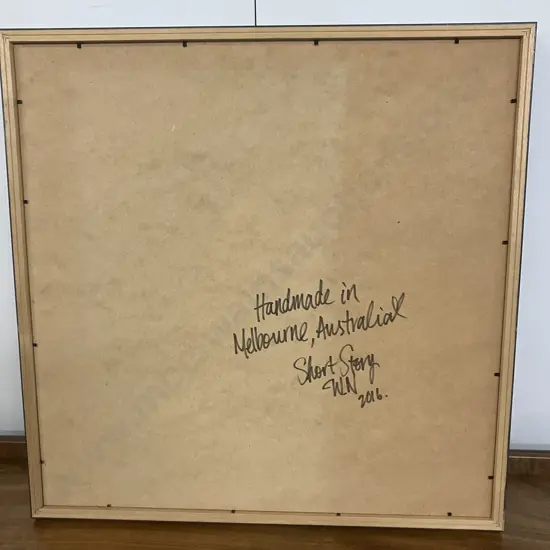 Handmade in
Melbourne, Australia
Short Story
WN
2016.